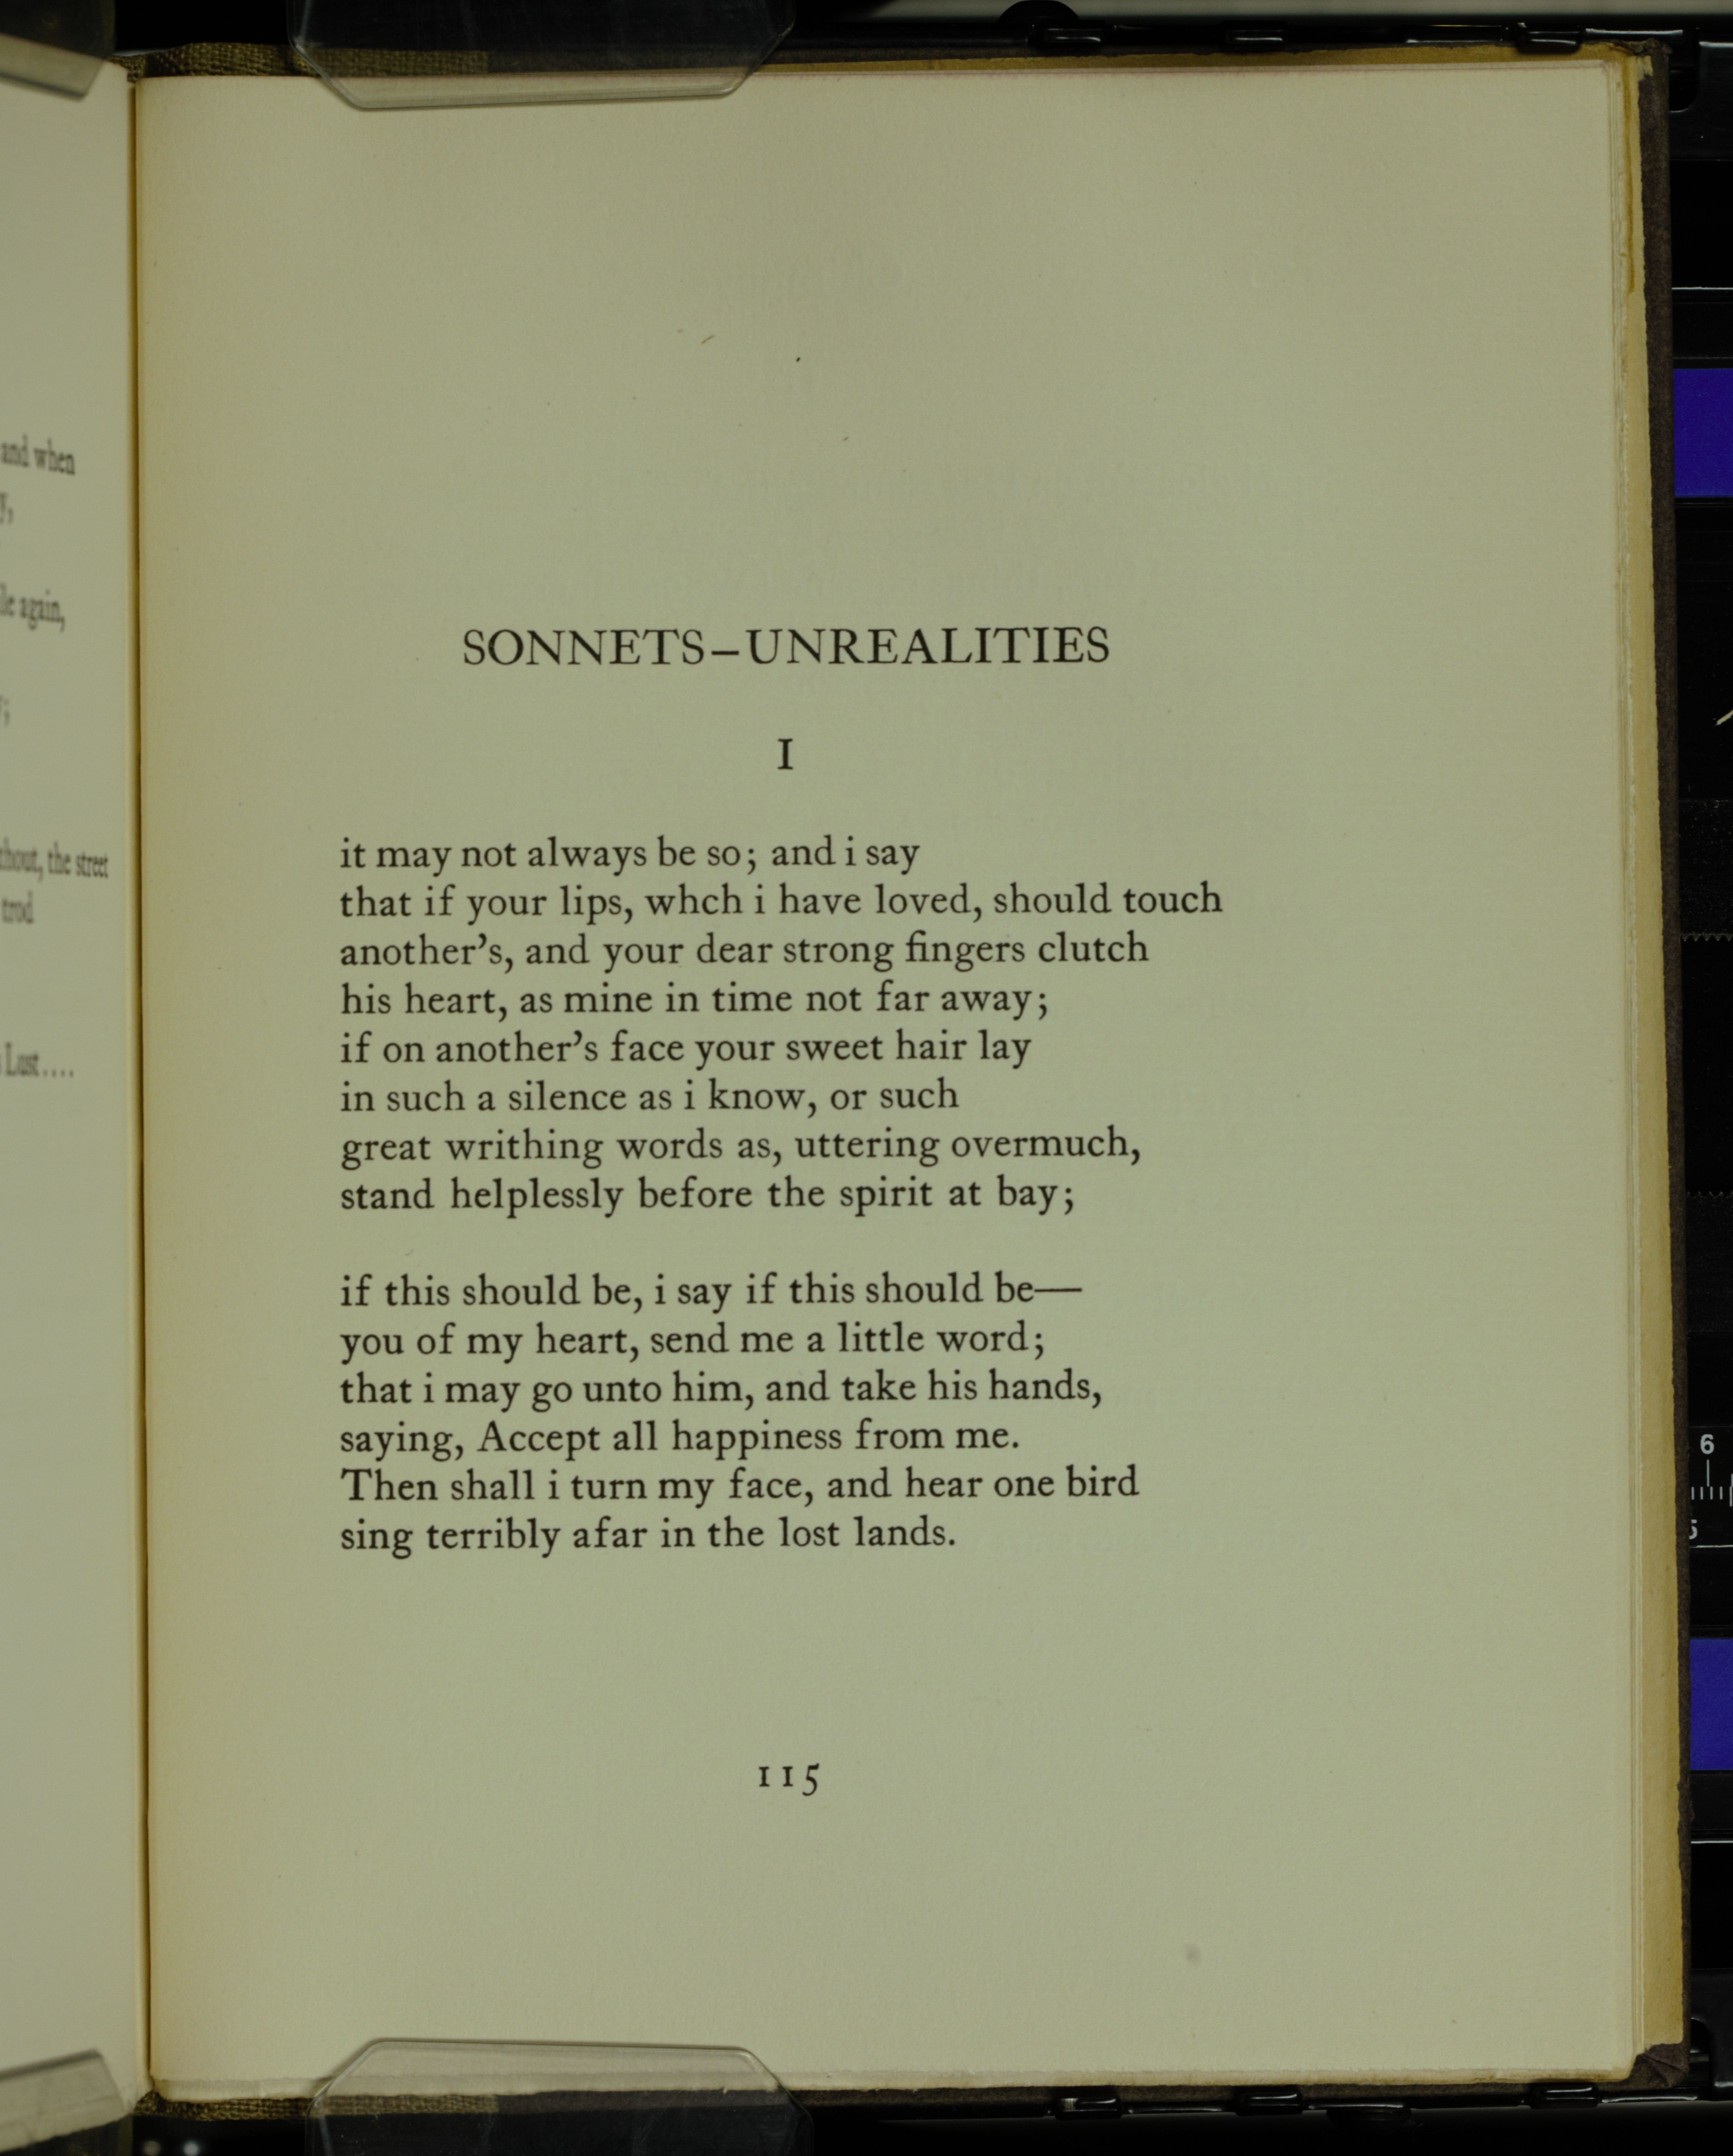 and when
y,
le again,
;
thout, the street
trod
Lust....
SONNETS–UNREALITIES
I
it may not always be so; and i say
that if your lips, whch i have loved, should touch
another's, and your dear strong fingers clutch
his heart, as mine in time not far away;
if on another's face your sweet hair lay
in such a silence as i know, or such
great writhing words as, uttering overmuch,
stand helplessly before the spirit at bay;
if this should be, i say if this should be—
you of my heart, send me a little word;
that i may go unto him, and take his hands,
saying, Accept all happiness from me.
Then shall i turn my face, and hear one bird
sing terribly afar in the lost lands.
115
6
5